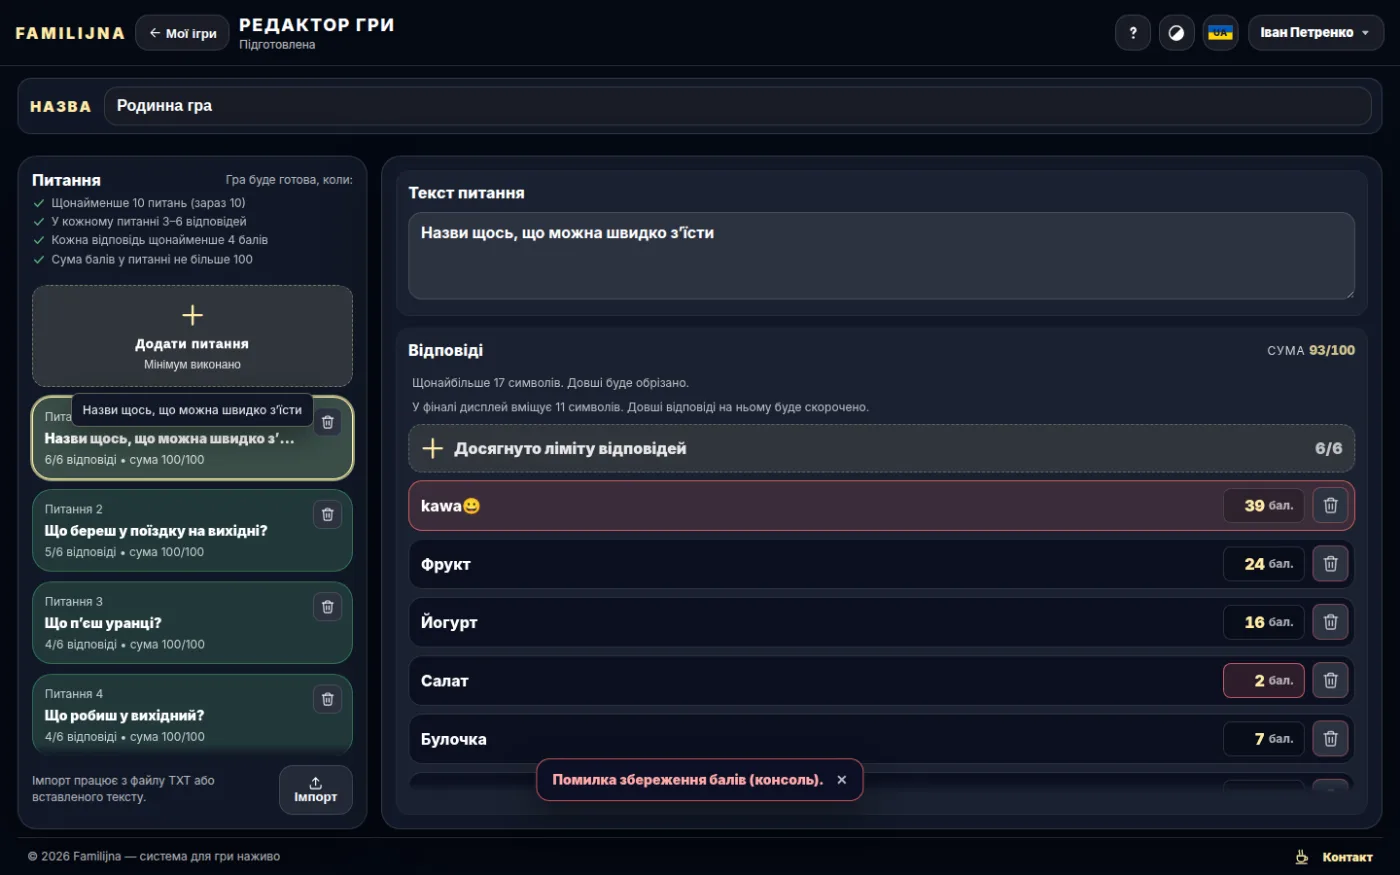 FAMILIJNA
← Мої ігри
РЕДАКТОР ГРИ
Підготовлена
?
UA
Іван Петренко
НАЗВА
Родинна гра
Питання
Гра буде готова, коли:
Щонайменше 10 питань (зараз 10)
У кожному питанні 3–6 відповідей
Кожна відповідь щонайменше 4 балів
Сума балів у питанні не більше 100
Додати питання
Мінімум виконано
Назви щось, що можна швидко з’їсти
Назви щось, що можна швидко з’...
6/6 відповіді • сума 100/100
Питання 2
Що береш у поїздку на вихідні?
5/6 відповіді • сума 100/100
Питання 3
Що п’єш уранці?
4/6 відповіді • сума 100/100
Питання 4
Що робиш у вихідний?
4/6 відповіді • сума 100/100
Імпорт працює з файлу TXT або
вставленого тексту.
Імпорт
Текст питання
Назви щось, що можна швидко з’їсти
Відповіді
СУМА 93/100
Щонайбільше 17 символів. Довші буде обрізано.
У фіналі дисплей вміщує 11 символів. Довші відповіді на ньому буде скорочено.
Досягнуто ліміту відповідей
6/6
kawa😀
39 бал.
Фрукт
24 бал.
Йогурт
16 бал.
Салат
2 бал.
Булочка
7 бал.
Помилка збереження балів (консоль). ×
© 2026 Familijna — система для гри наживо
Контакт